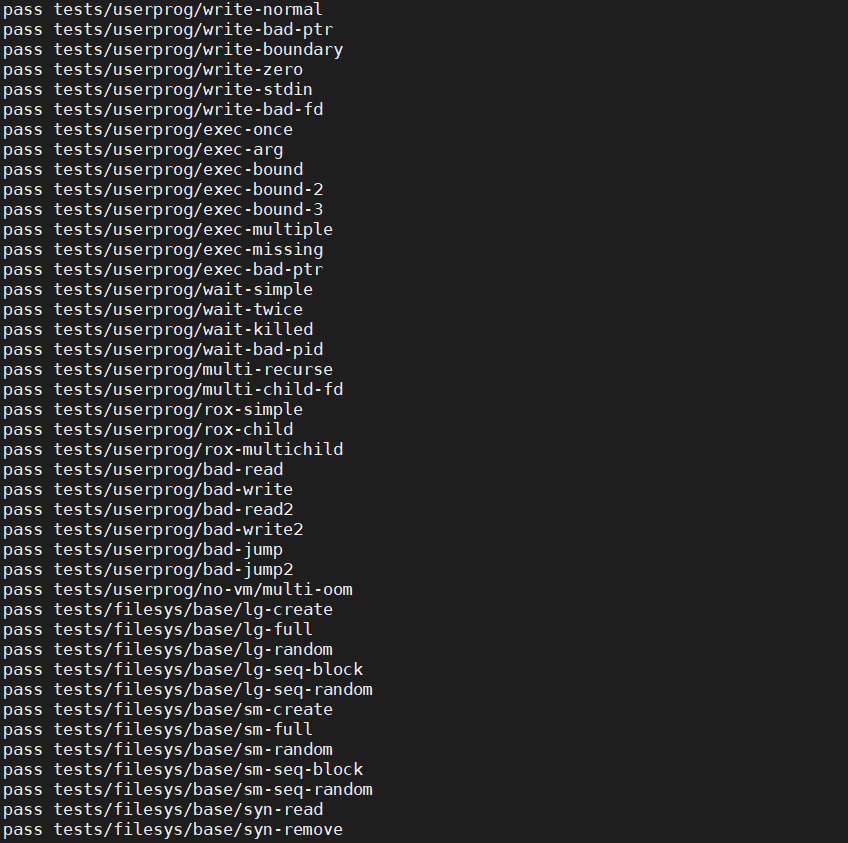 pass tests/userprog/write-normal
pass tests/userprog/write-bad-ptr
pass tests/userprog/write-boundary
pass tests/userprog/write-zero
pass tests/userprog/write-stdin
pass tests/userprog/write-bad-fd
pass tests/userprog/exec-once
pass tests/userprog/exec-arg
pass tests/userprog/exec-bound
pass tests/userprog/exec-bound-2
pass tests/userprog/exec-bound-3
pass tests/userprog/exec-multiple
pass tests/userprog/exec-missing
pass tests/userprog/exec-bad-ptr
pass tests/userprog/wait-simple
pass tests/userprog/wait-twice
pass tests/userprog/wait-killed
pass tests/userprog/wait-bad-pid
pass tests/userprog/multi-recurse
pass tests/userprog/multi-child-fd
pass tests/userprog/rox-simple
pass tests/userprog/rox-child
pass tests/userprog/rox-multichild
pass tests/userprog/bad-read
pass tests/userprog/bad-write
pass tests/userprog/bad-read2
pass tests/userprog/bad-write2
pass tests/userprog/bad-jump
pass tests/userprog/bad-jump2
pass tests/userprog/no-vm/multi-oom
pass tests/filesys/base/lg-create
pass tests/filesys/base/lg-full
pass tests/filesys/base/lg-random
pass tests/filesys/base/lg-seq-block
pass tests/filesys/base/lg-seq-random
pass tests/filesys/base/sm-create
pass tests/filesys/base/sm-full
pass tests/filesys/base/sm-random
pass tests/filesys/base/sm-seq-block
pass tests/filesys/base/sm-seq-random
pass tests/filesys/base/syn-read
pass tests/filesys/base/syn-remove